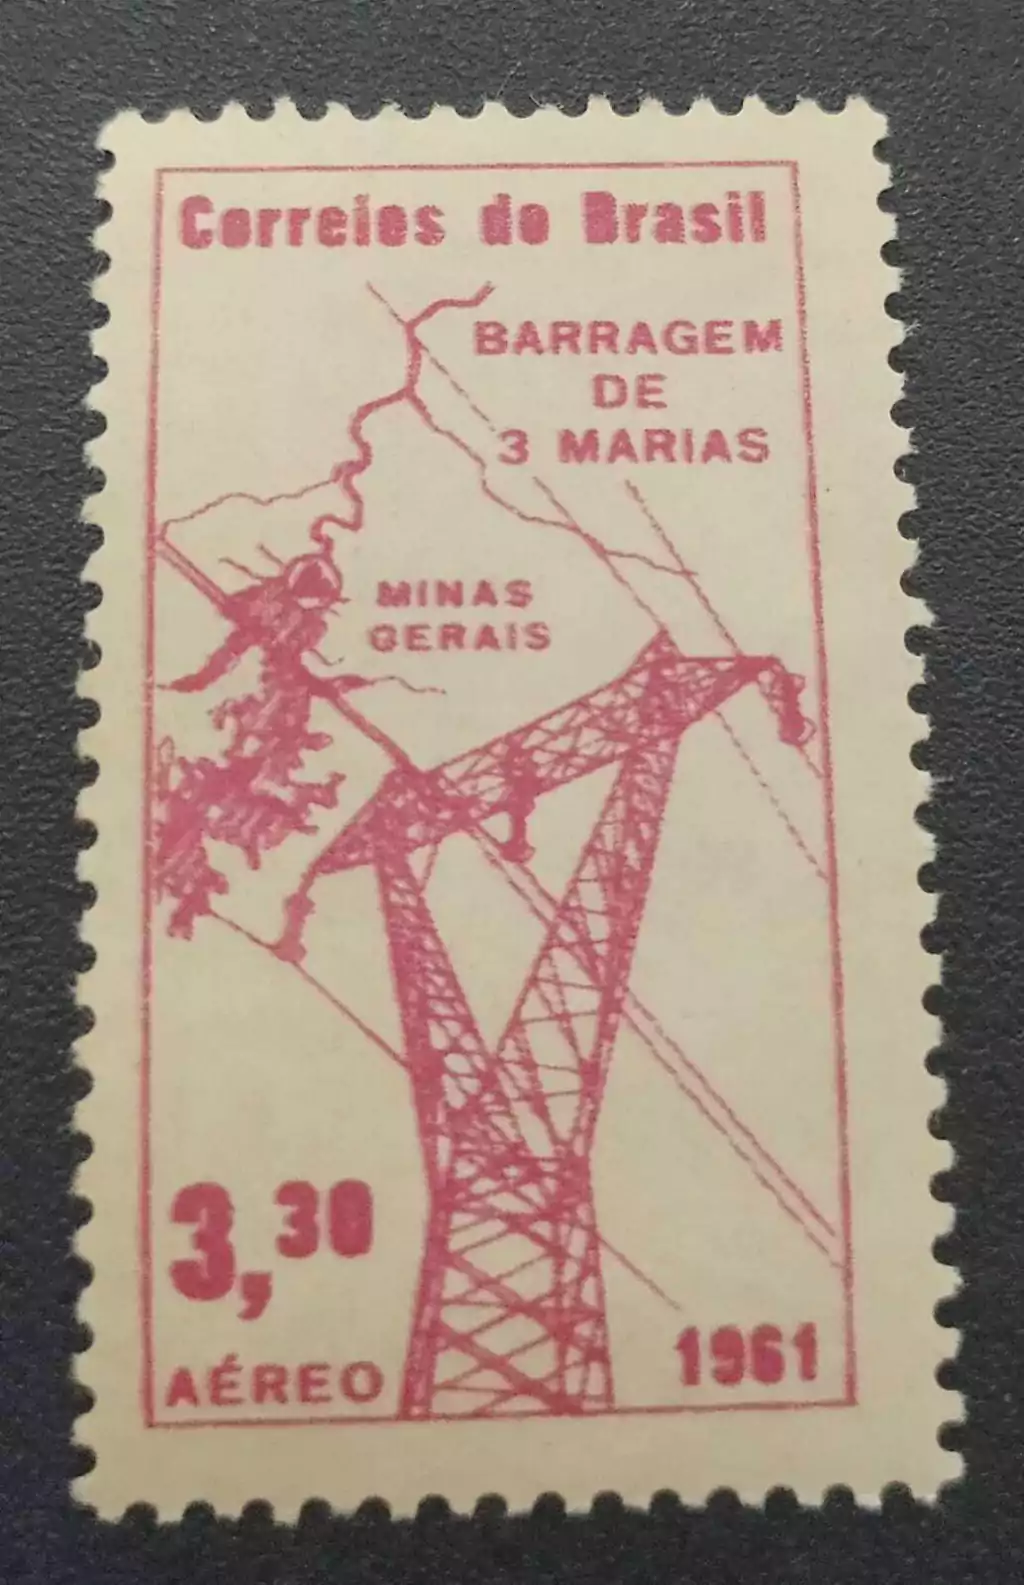 Correios do Brasil
BARRAGEM
DE
3 MARIAS
MINAS
GERAIS
3,30
AÉREO
1961